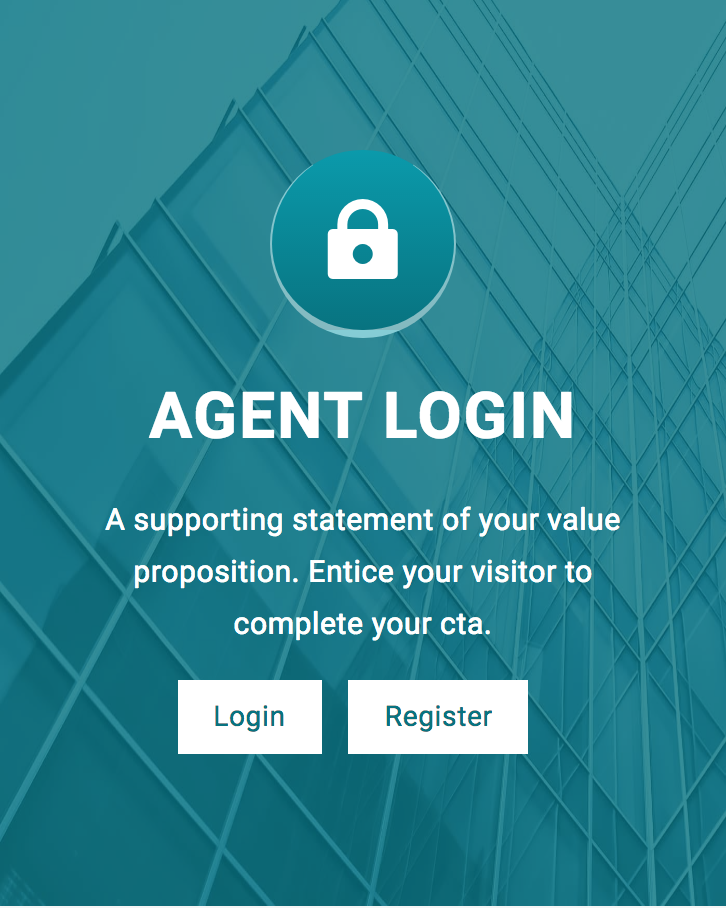 AGENT LOGIN
A supporting statement of your value
proposition. Entice your visitor to
complete your cta.
Login
Register